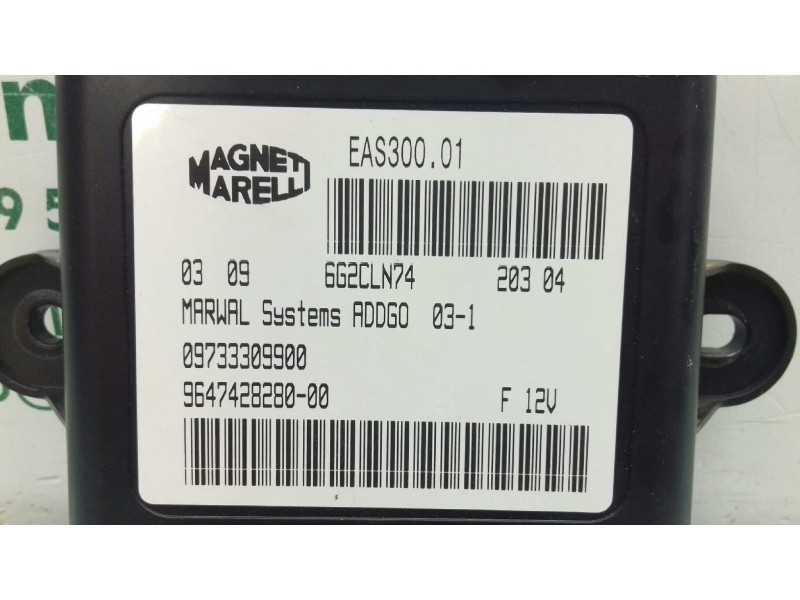 MAGNETI
MARELLI
EAS300.01
03 09 6G2CLN74 203 04
MARWAL Systems ADDGO 03-1
09733309900
9647428280-00 F 12V